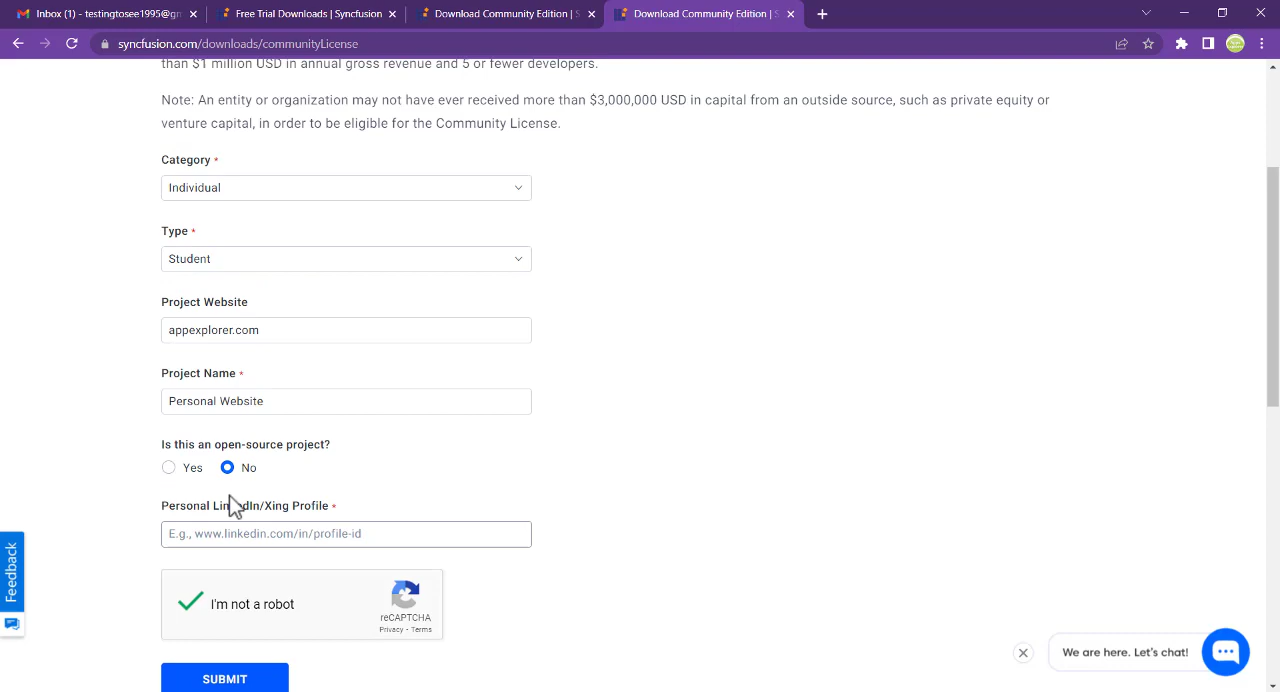 Inbox (1) - testingtosee1995@gm
Free Trial Downloads | Syncfusion
Download Community Edition | S
Download Community Edition | S
syncfusion.com/downloads/communityLicense
than $1 million USD in annual gross revenue and 5 or fewer developers.
Note: An entity or organization may not have ever received more than $3,000,000 USD in capital from an outside source, such as private equity or
venture capital, in order to be eligible for the Community License.
Category *
Individual
Type *
Student
Project Website
appexplorer.com
Project Name *
Personal Website
Is this an open-source project?
Yes
No
Personal LinkedIn/Xing Profile *
E.g., www.linkedin.com/in/profile-id
I'm not a robot
reCAPTCHA
Privacy - Terms
SUBMIT
Feedback
We are here. Let's chat!